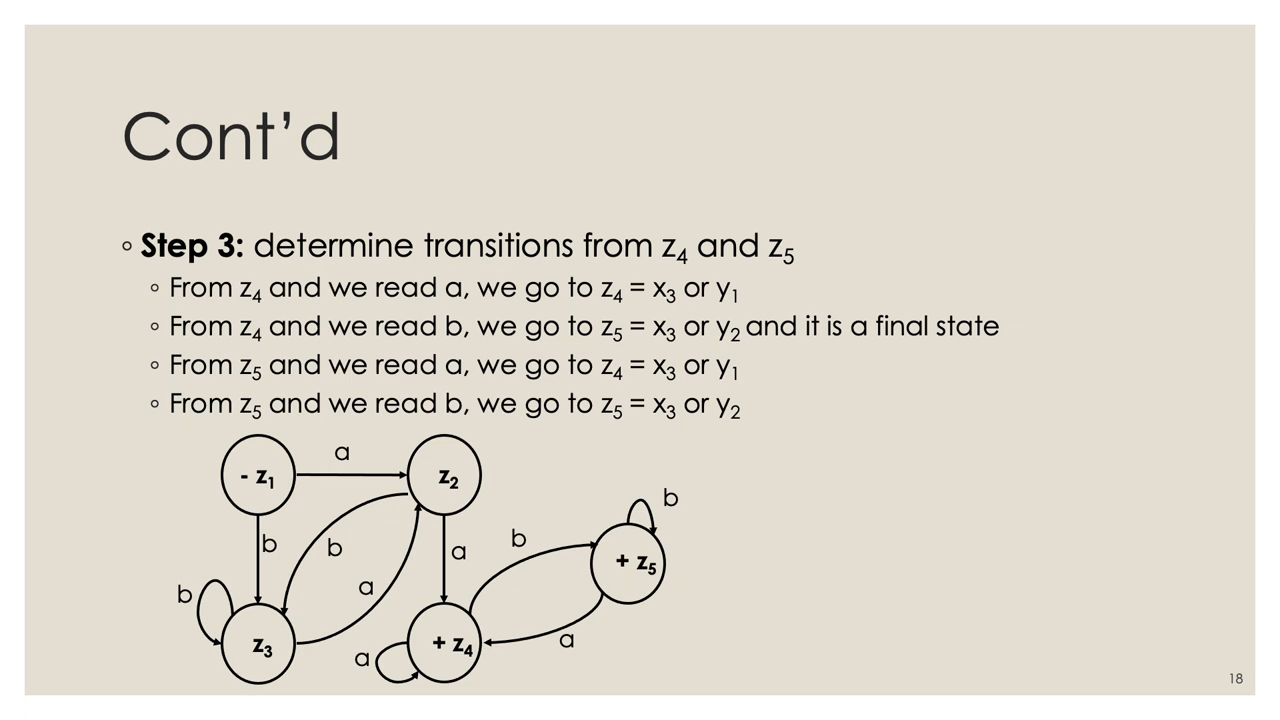 Cont’d
◦ Step 3: determine transitions from z₄ and z₅
◦ From z₄ and we read a, we go to z₄ = x₃ or y₁
◦ From z₄ and we read b, we go to z₅ = x₃ or y₂ and it is a final state
◦ From z₅ and we read a, we go to z₄ = x₃ or y₁
◦ From z₅ and we read b, we go to z₅ = x₃ or y₂
a
- z₁
z₂
b
b
b
a
b
+ z₅
a
b
z₃
+ z₄
a
a
18